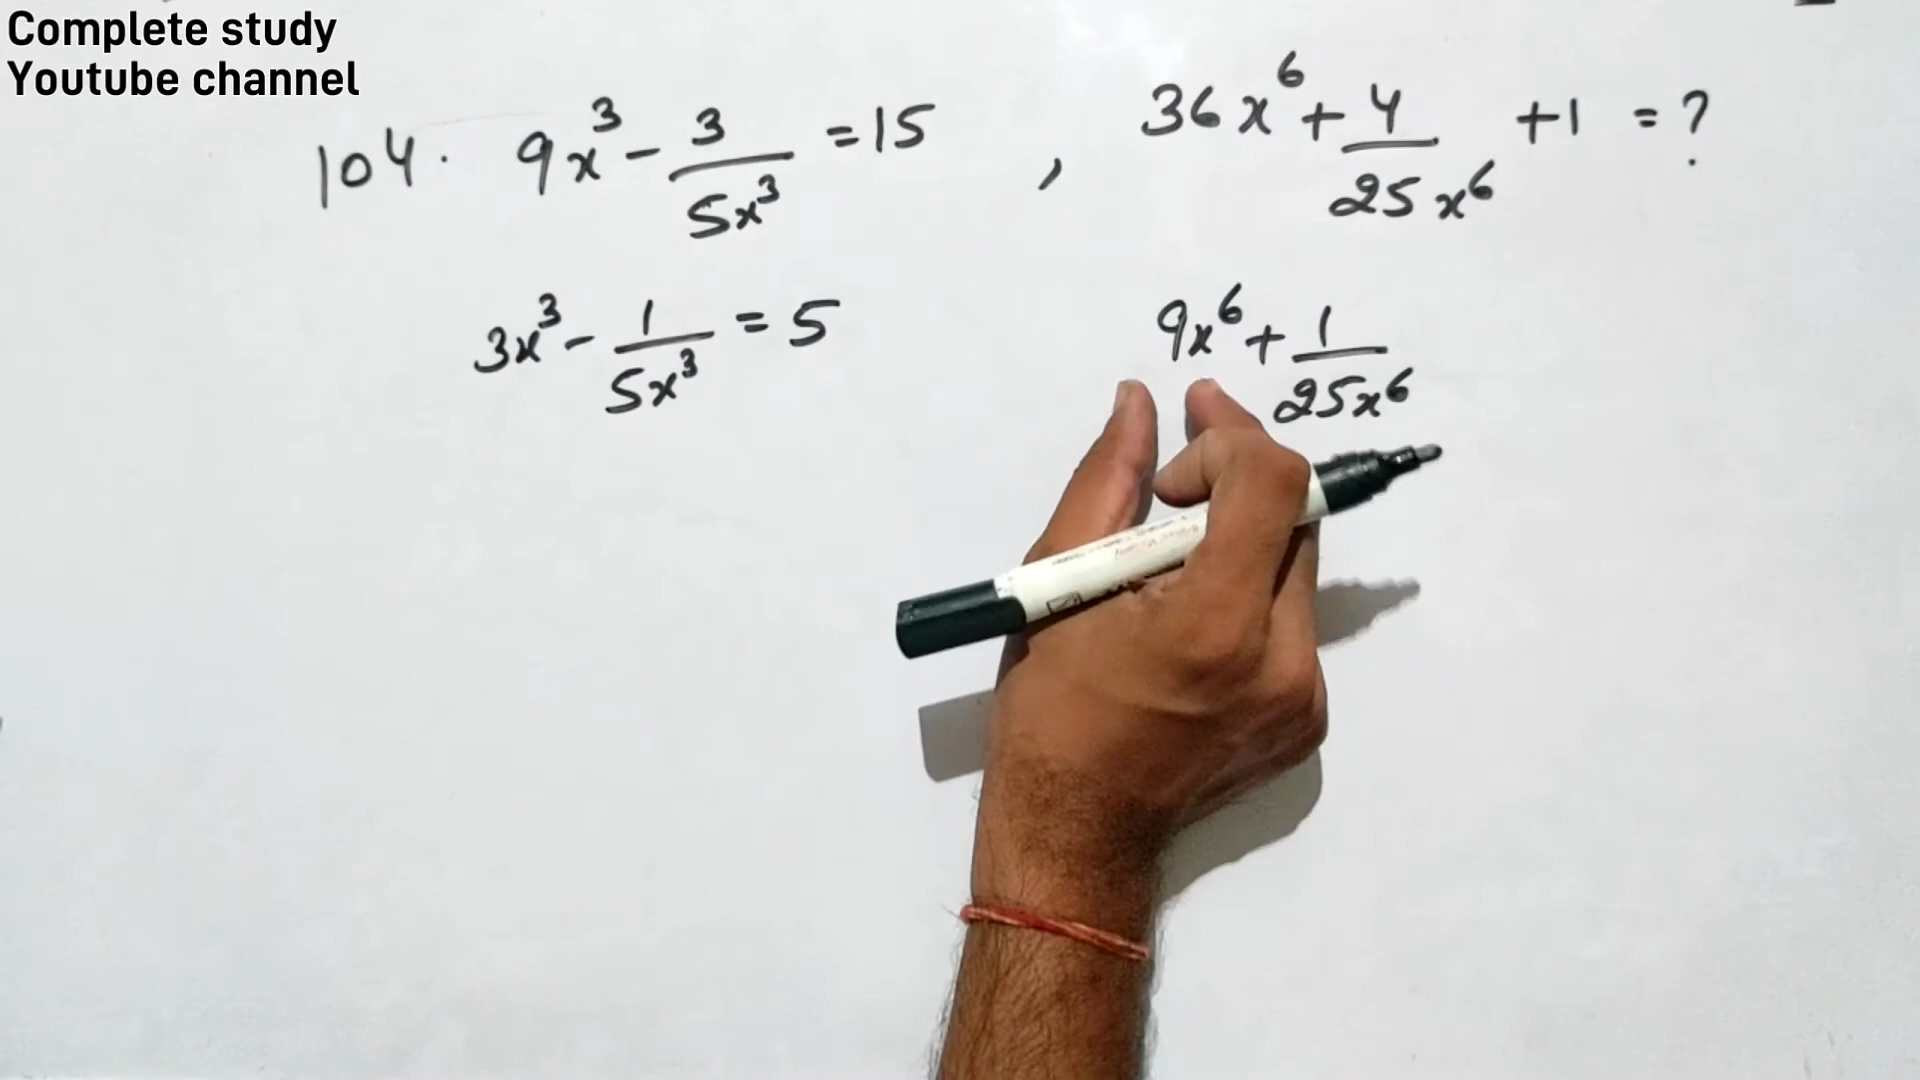 Complete study
Youtube channel
104. 9x³ - 3/5x³ = 15 , 36x⁶ + 4/25x⁶ + 1 = ?
3x³ - 1/5x³ = 5 9x⁶ + 1/25x⁶